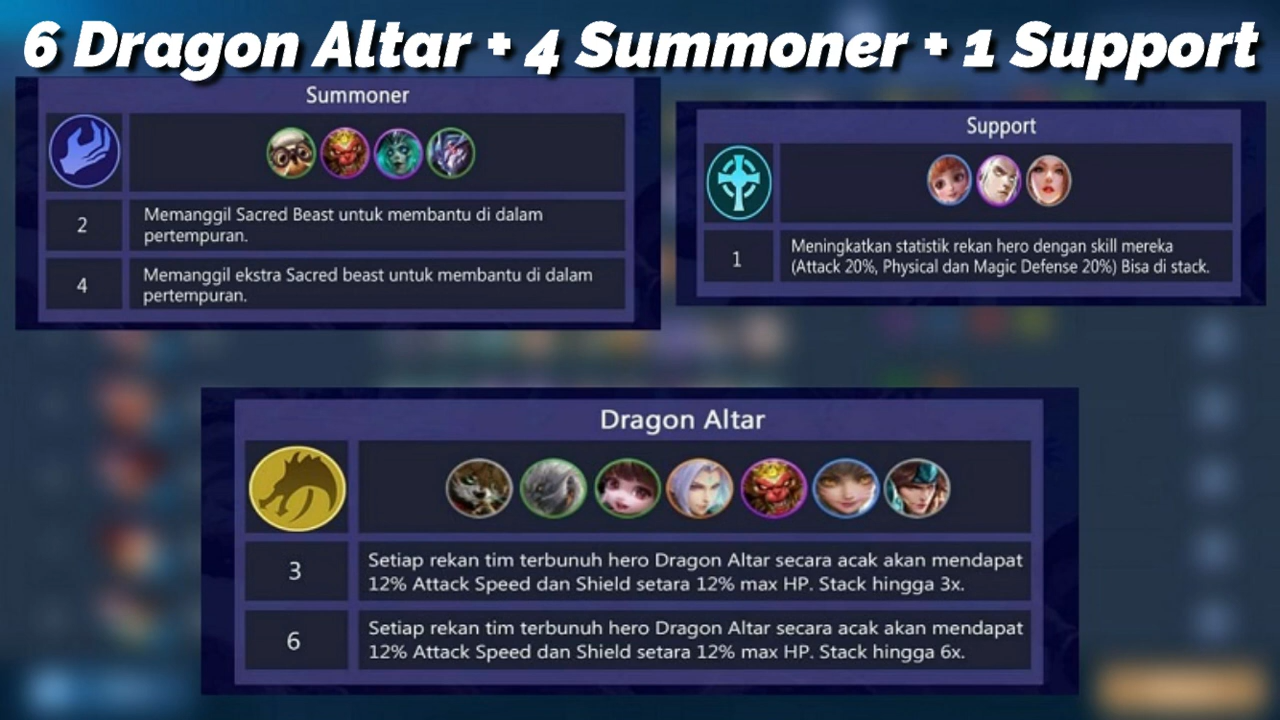 6 Dragon Altar + 4 Summoner + 1 Support
Summoner
2
Memanggil Sacred Beast untuk membantu di dalam
pertempuran.
4
Memanggil ekstra Sacred beast untuk membantu di dalam
pertempuran.
Support
1
Meningkatkan statistik rekan hero dengan skill mereka
(Attack 20%, Physical dan Magic Defense 20%) Bisa di stack.
Dragon Altar
3
Setiap rekan tim terbunuh hero Dragon Altar secara acak akan mendapat
12% Attack Speed dan Shield setara 12% max HP. Stack hingga 3x.
6
Setiap rekan tim terbunuh hero Dragon Altar secara acak akan mendapat
12% Attack Speed dan Shield setara 12% max HP. Stack hingga 6x.